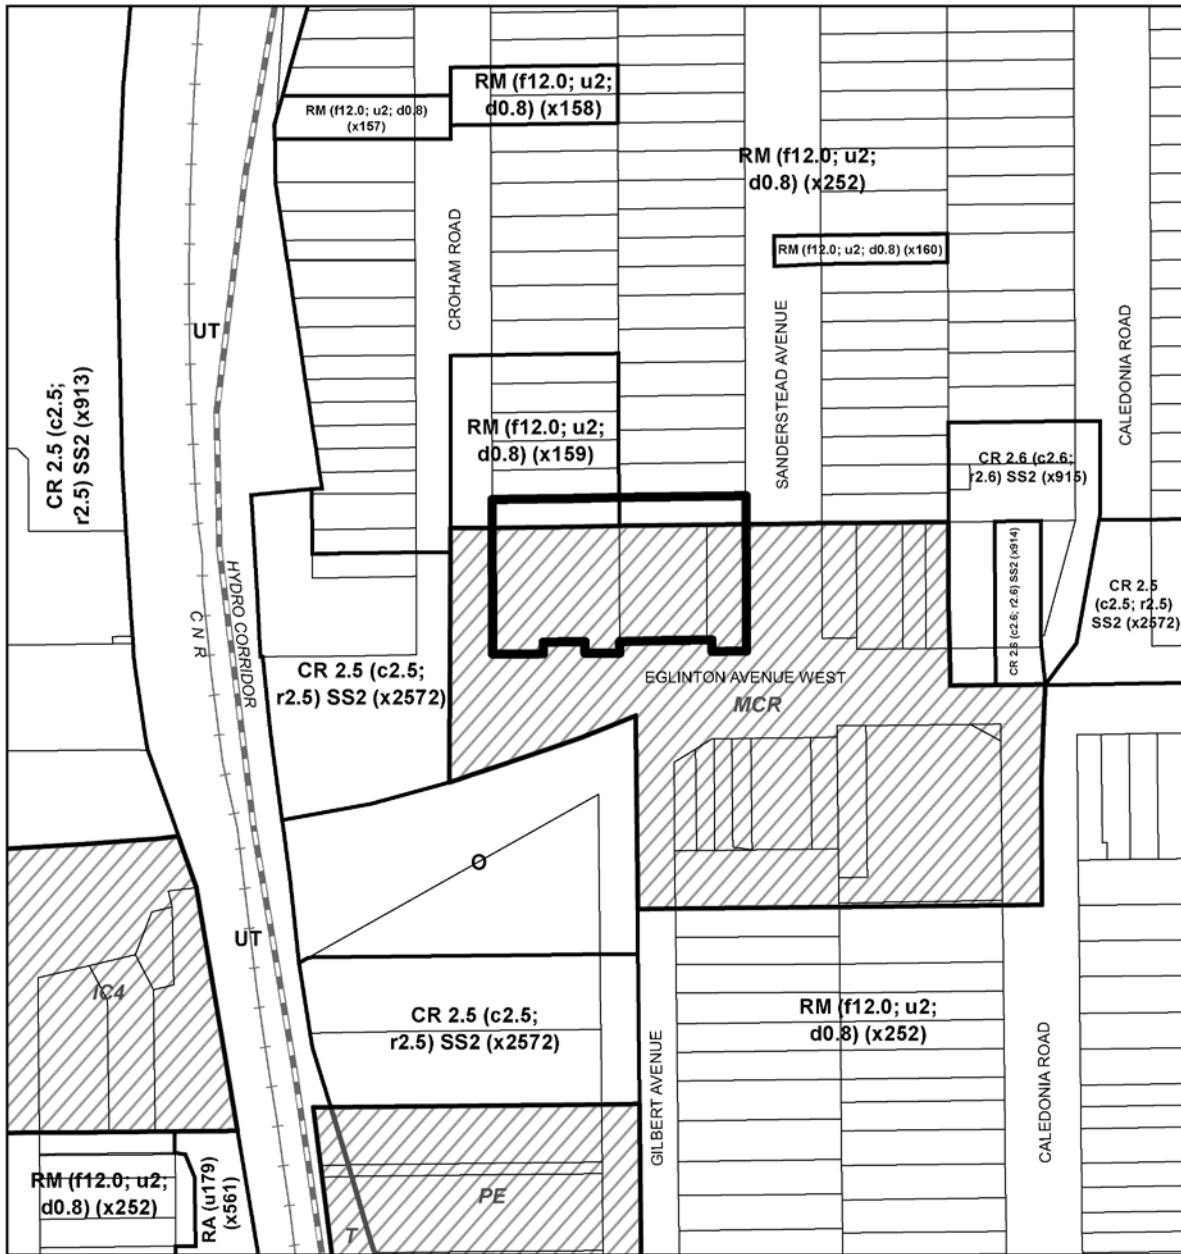 RM (f12.0; u2;
d0.8) (x158)
RM (f12.0; u2; d0.8)
(x157)
RM (f12.0; u2;
d0.8) (x252)
CROHAM ROAD
RM (f12.0; u2; d0.8) (x160)
SANDERSTEAD AVENUE
CALEDONIA ROAD
UT
CR 2.5 (c2.5;
r2.5) SS2 (x913)
RM (f12.0; u2;
d0.8) (x159)
CR 2.6 (c2.6;
r2.6) SS2 (x915)
CR 2.6 (c2.6; r2.6) SS2 (x914)
CR 2.5
(c2.5; r2.5)
SS2 (x2572)
HYDRO CORRIDOR
C N R
CR 2.5 (c2.5;
r2.5) SS2 (x2572)
EGLINTON AVENUE WEST
MCR
O
UT
IC4
CR 2.5 (c2.5;
r2.5) SS2 (x2572)
RM (f12.0; u2;
d0.8) (x252)
GILBERT AVENUE
CALEDONIA ROAD
RM (f12.0; u2;
d0.8) (x252)
RA (u179)
(x561)
PE
T